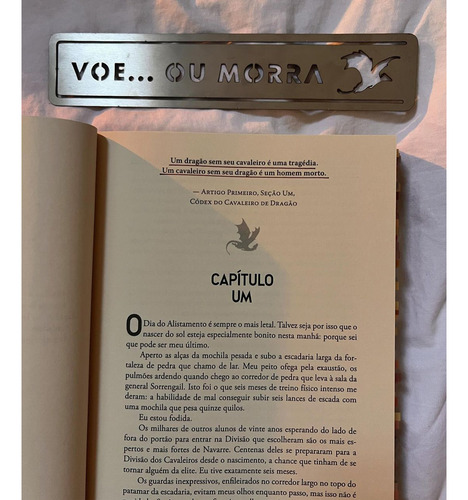 VOE... OU MORRA
Um dragão sem seu cavaleiro é uma tragédia.
Um cavaleiro sem seu dragão é um homem morto.
— Artigo Primeiro, Seção Um,
Códex do Cavaleiro de Dragão
CAPÍTULO
UM
O Dia do Alistamento é sempre o mais letal. Talvez seja por isso que o
nascer do sol esteja especialmente bonito nesta manhã: porque sei
que pode ser meu último.
Aperto as alças da mochila pesada e subo a escadaria larga da for-
taleza de pedra que chamo de lar. Meu peito ofega pela exaustão, os
pulmões ardendo quando chego ao corredor de pedra que leva à sala da
general Sorrengail. Isto foi o que seis meses de treino físico intenso me
deram: a habilidade de mal conseguir subir seis lances de escada com
uma mochila que pesa quinze quilos.
Eu estou fodida.
Os milhares de outros alunos de vinte anos esperando do lado de
fora do portão para entrar na Divisão que escolheram são os mais es-
pertos e mais fortes de Navarre. Centenas deles se prepararam para a
Divisão dos Cavaleiros desde o nascimento, a chance que tinham de se
tornar alguém da elite. Eu tive exatamente seis meses.
Os guardas inexpressivos, enfileirados no corredor largo no topo do
patamar da escadaria, evitam meus olhos enquanto passo, mas isso não é